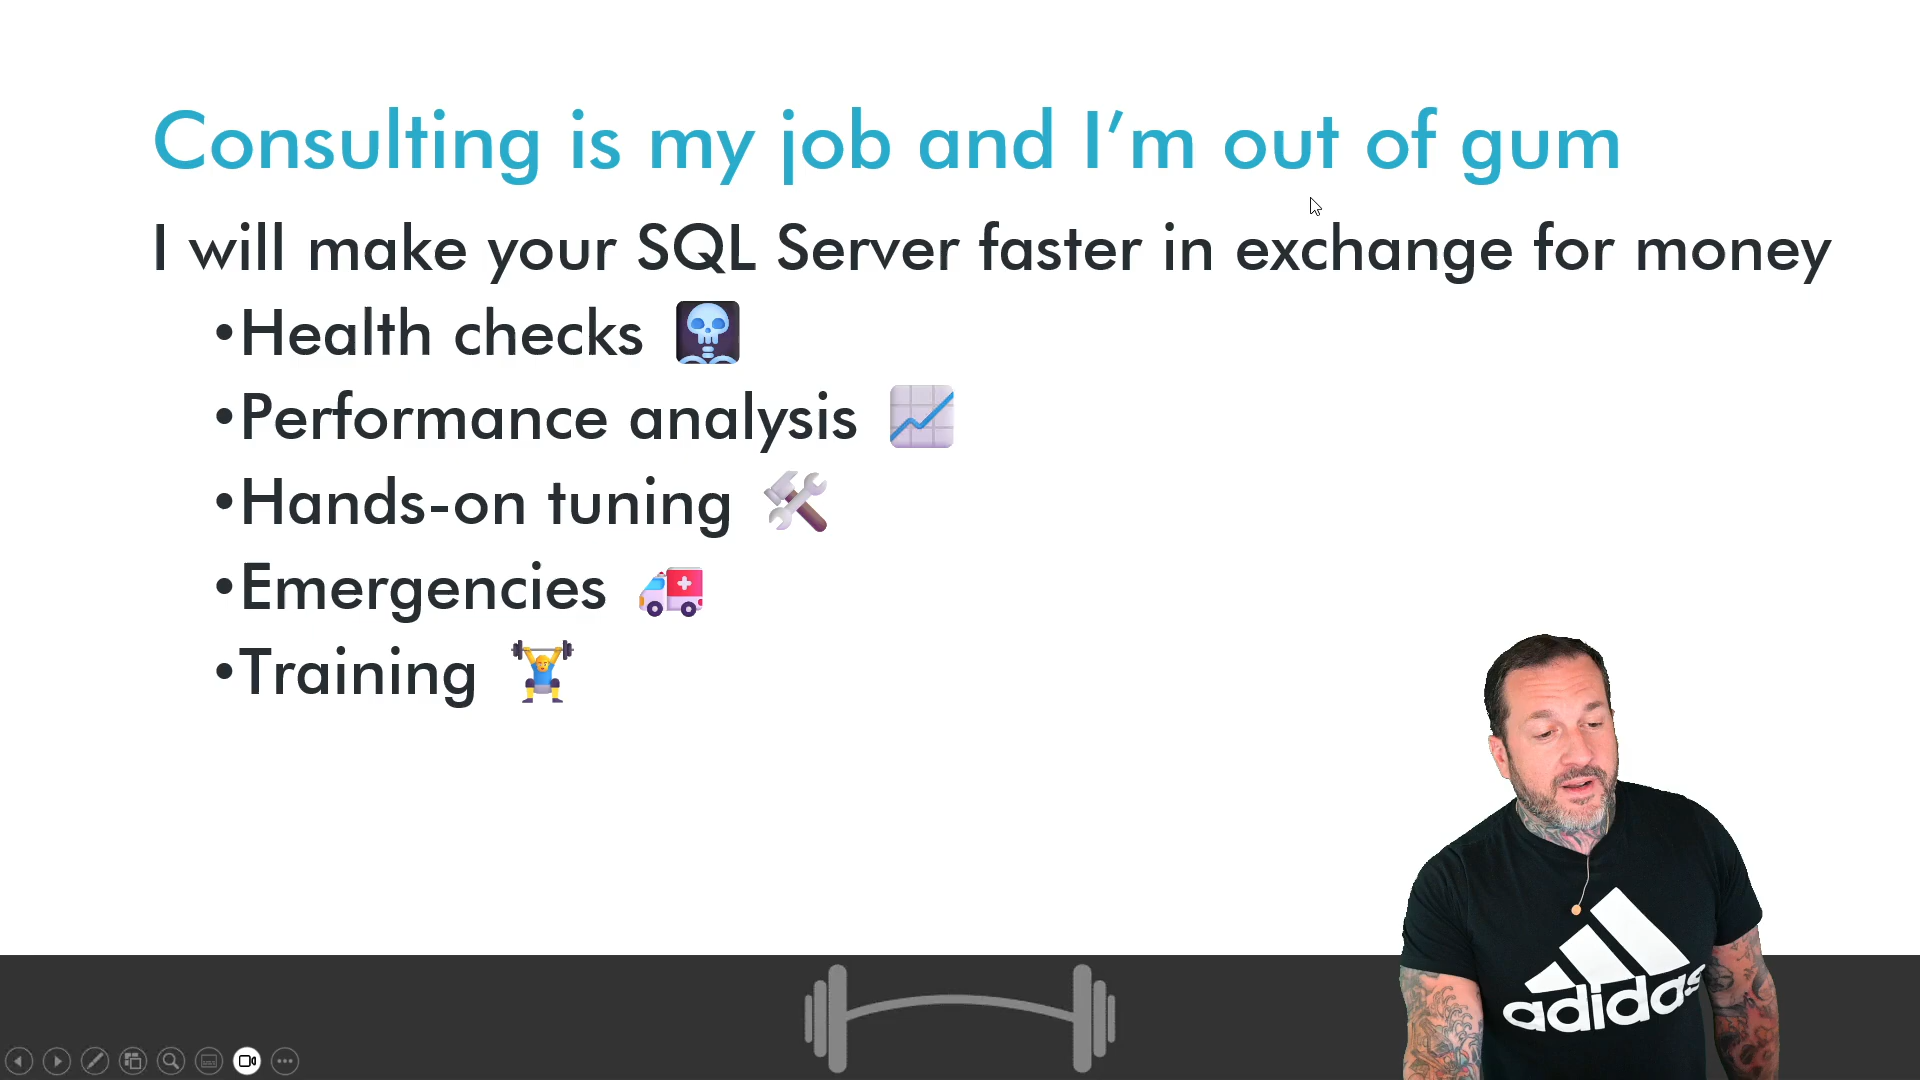 Consulting is my job and I’m out of gum
I will make your SQL Server faster in exchange for money
•Health checks
•Performance analysis
•Hands-on tuning
•Emergencies
•Training
adidas